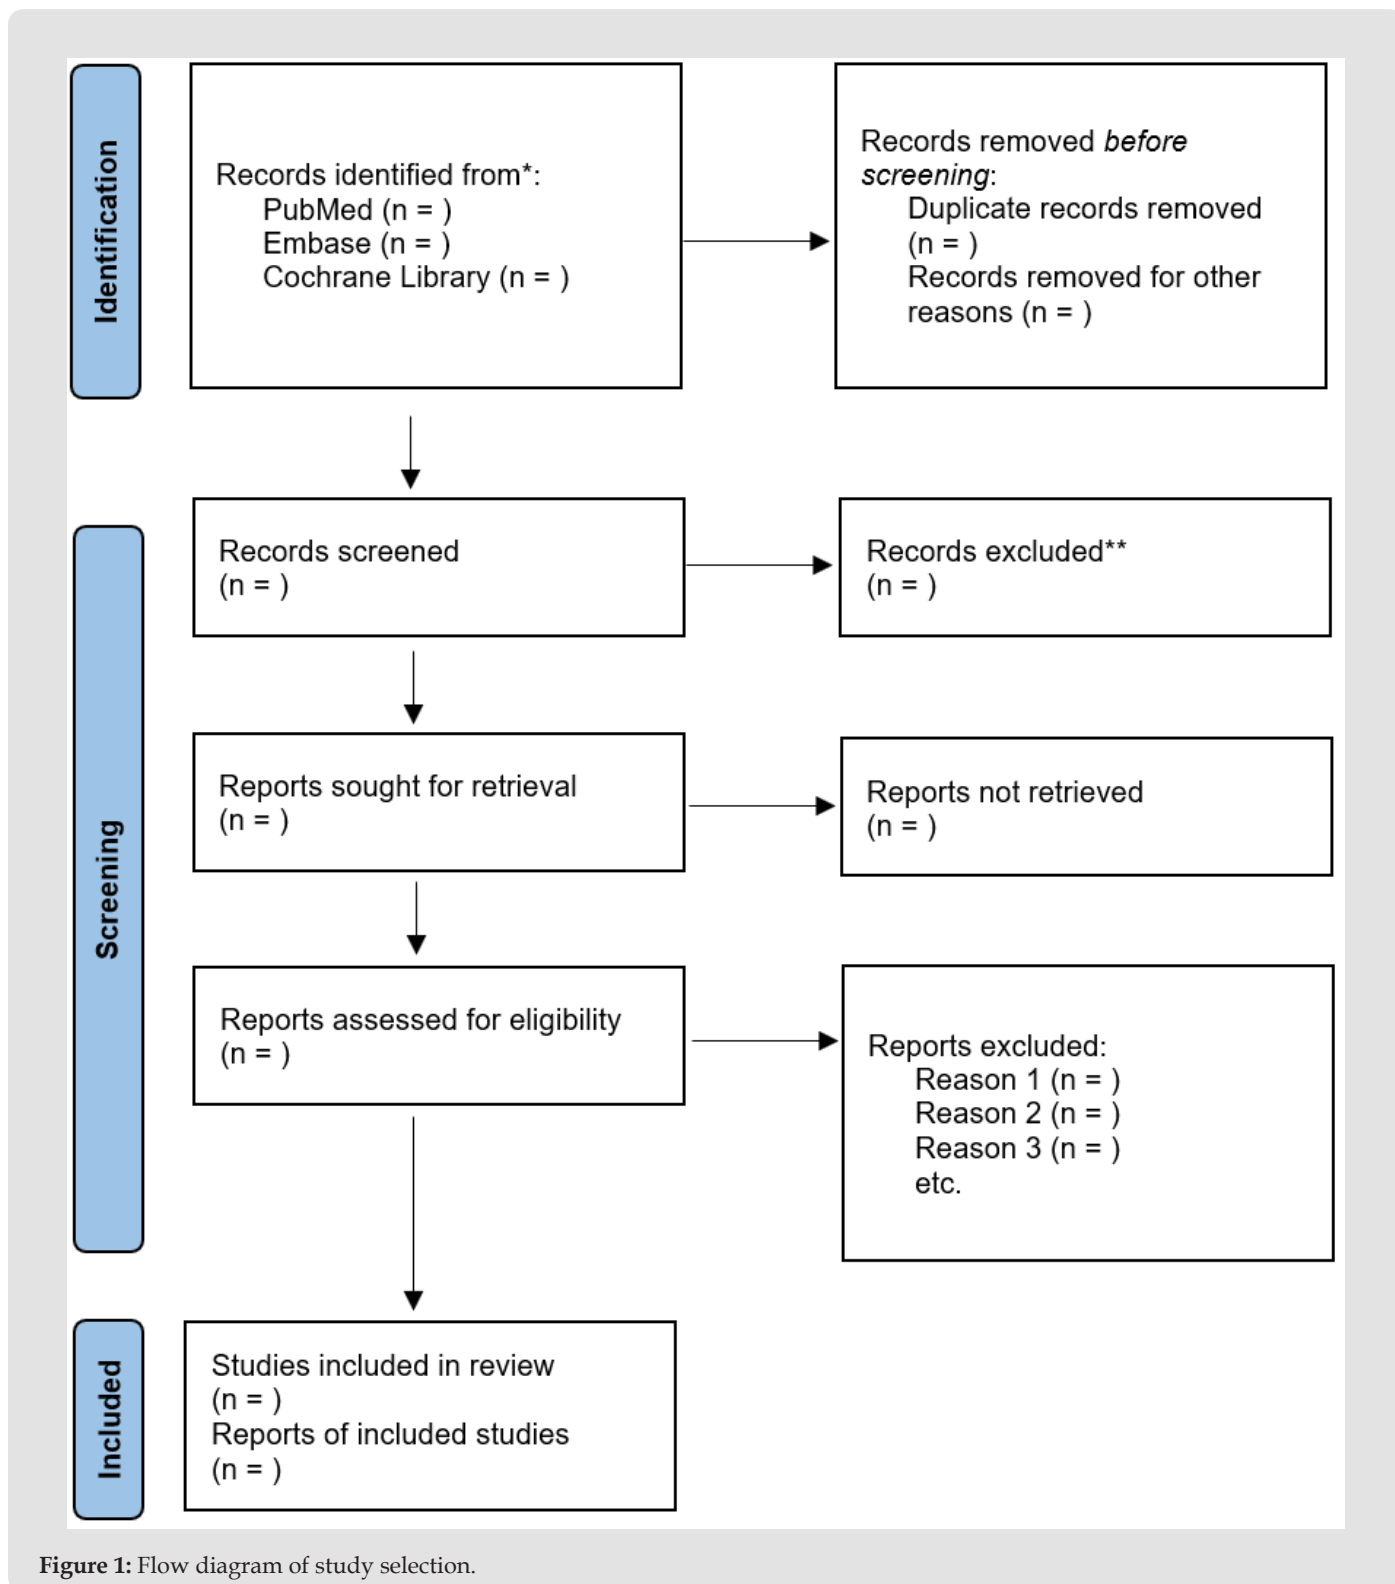 Identification
Records identified from*:
PubMed (n = )
Embase (n = )
Cochrane Library (n = )
Records removed before
screening:
Duplicate records removed
(n = )
Records removed for other
reasons (n = )
Screening
Records screened
(n = )
Records excluded**
(n = )
Reports sought for retrieval
(n = )
Reports not retrieved
(n = )
Reports assessed for eligibility
(n = )
Reports excluded:
Reason 1 (n = )
Reason 2 (n = )
Reason 3 (n = )
etc.
Included
Studies included in review
(n = )
Reports of included studies
(n = )
Figure 1: Flow diagram of study selection.